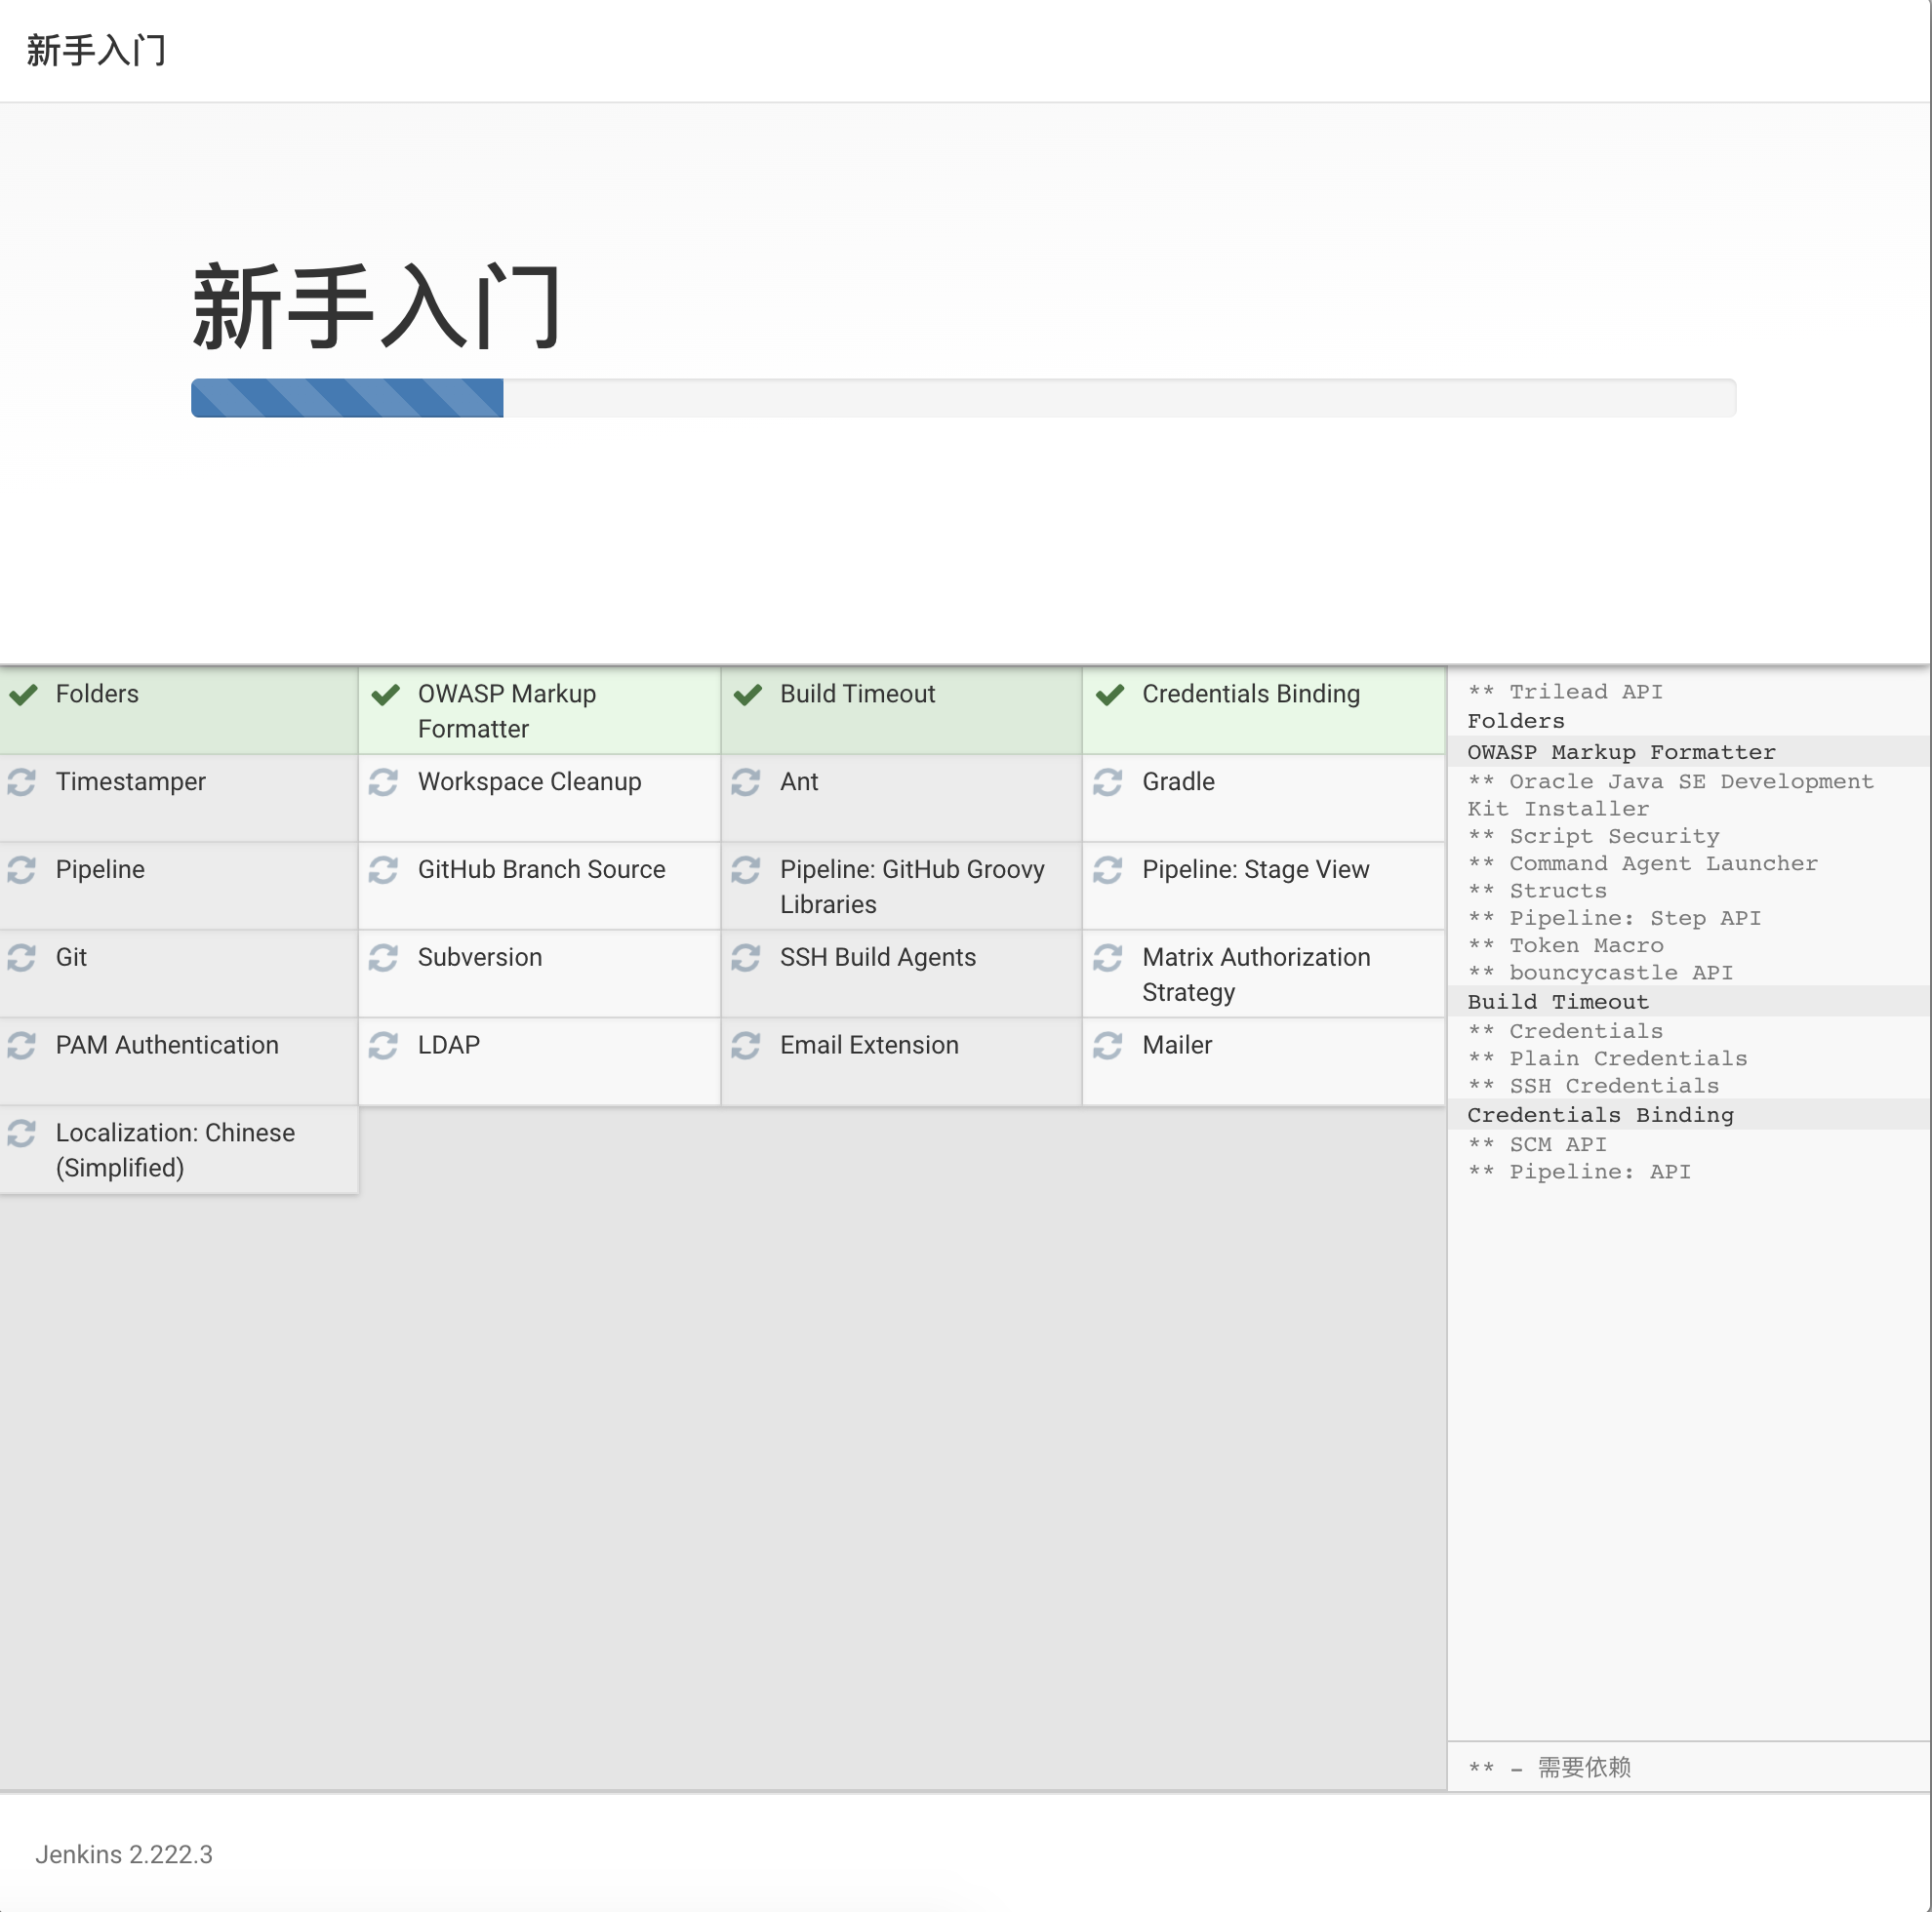 新手入门
新手入门
Folders
OWASP Markup
Formatter
Build Timeout
Credentials Binding
Timestamper
Workspace Cleanup
Ant
Gradle
Pipeline
GitHub Branch Source
Pipeline: GitHub Groovy
Libraries
Pipeline: Stage View
Git
Subversion
SSH Build Agents
Matrix Authorization
Strategy
PAM Authentication
LDAP
Email Extension
Mailer
Localization: Chinese
(Simplified)
** Trilead API
Folders
OWASP Markup Formatter
** Oracle Java SE Development
Kit Installer
** Script Security
** Command Agent Launcher
** Structs
** Pipeline: Step API
** Token Macro
** bouncycastle API
Build Timeout
** Credentials
** Plain Credentials
** SSH Credentials
Credentials Binding
** SCM API
** Pipeline: API
** - 需要依赖
Jenkins 2.222.3